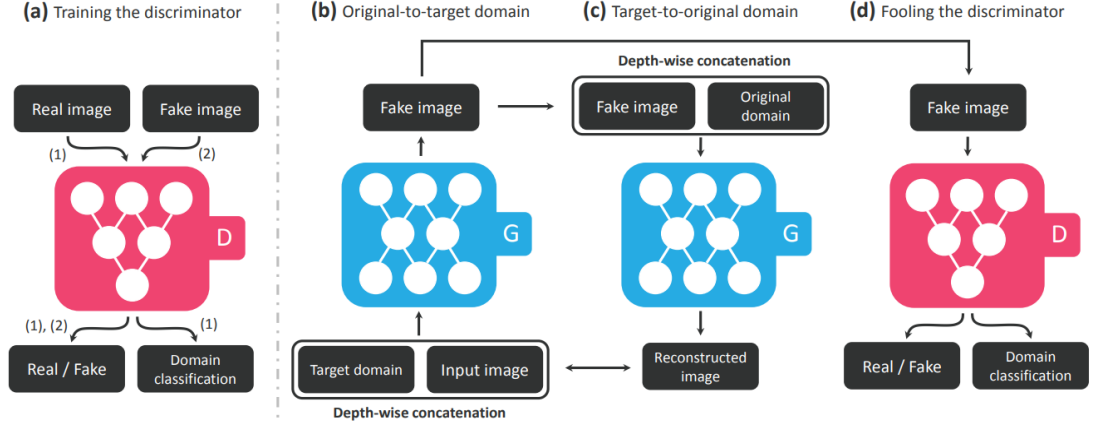 (a) Training the discriminator
(b) Original-to-target domain
(c) Target-to-original domain
(d) Fooling the discriminator
Real image
Fake image
(1)
(2)
D
(1), (2)
(1)
Real / Fake
Domain
classification
Fake image
G
Target domain
Input image
Depth-wise concatenation
Depth-wise concatenation
Fake image
Original
domain
G
Reconstructed
image
Fake image
D
Real / Fake
Domain
classification